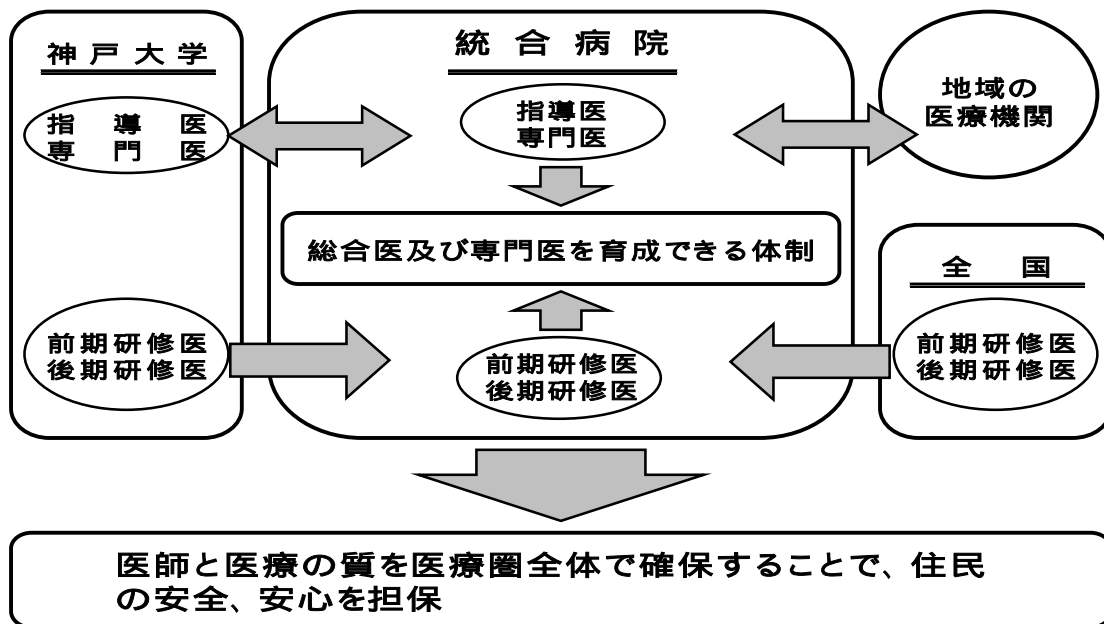 神戸大学
指導医
専門医
前期研修医
後期研修医
統合病院
指導医
専門医
総合医及び専門医を育成できる体制
前期研修医
後期研修医
地域の
医療機関
全国
前期研修医
後期研修医
医師と医療の質を医療圏全体で確保することで、住民
の安全、安心を担保